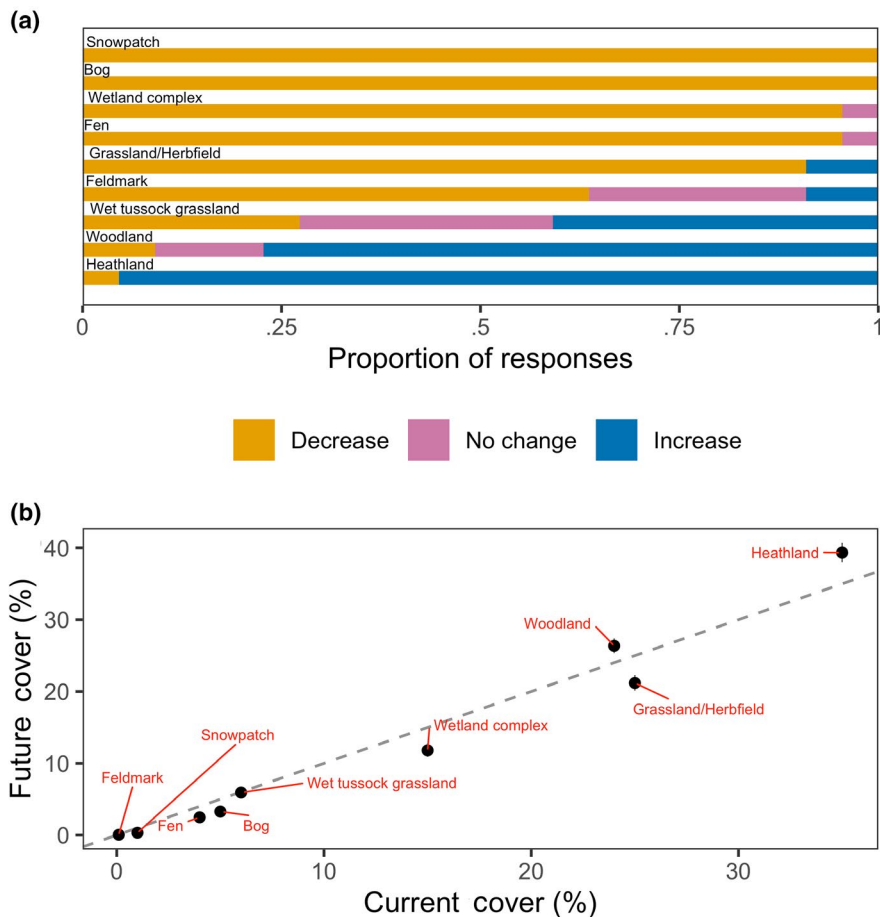 (a)
Snowpatch
Bog
Wetland complex
Fen
Grassland/Herbfield
Feldmark
Wet tussock grassland
Woodland
Heathland
0 .25 .5 .75 1
Proportion of responses
Decrease No change Increase
(b)
Future cover (%)
40
30
20
10
0
Heathland
Woodland
Grassland/Herbfield
Wetland complex
Snowpatch
Feldmark
Wet tussock grassland
Fen
Bog
0 10 20 30
Current cover (%)